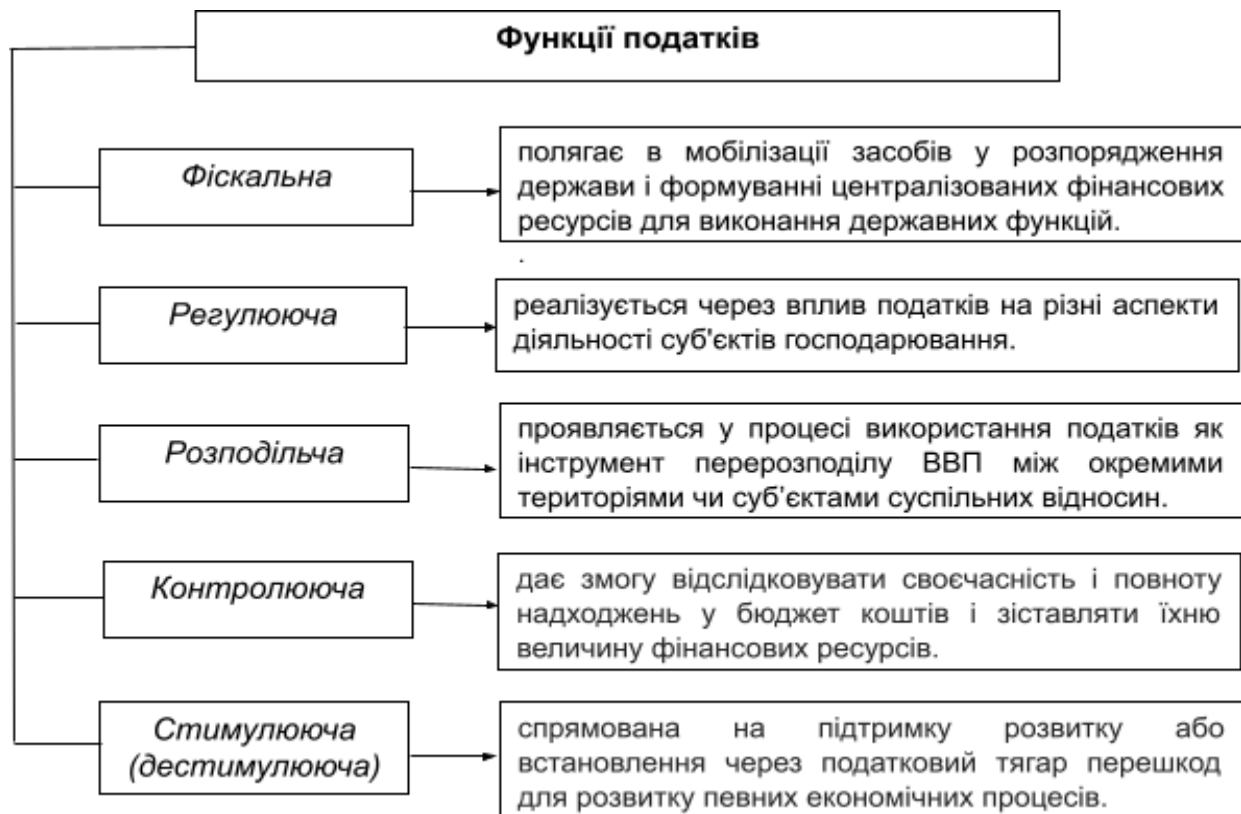 Функції податків
Фіскальна
полягає в мобілізації засобів у розпорядження
держави і формуванні централізованих фінансових
ресурсів для виконання державних функцій.
.
Регулююча
реалізується через вплив податків на різні аспекти
діяльності суб'єктів господарювання.
Розподільча
проявляється у процесі використання податків як
інструмент перерозподілу ВВП між окремими
територіями чи суб’єктами суспільних відносин.
Контролююча
дає змогу відслідковувати своєчасність і повноту
надходжень у бюджет коштів і зіставляти їхню
величину фінансових ресурсів.
Стимулююча
(дестимулююча)
спрямована на підтримку розвитку або
встановлення через податковий тягар перешкод
для розвитку певних економічних процесів.